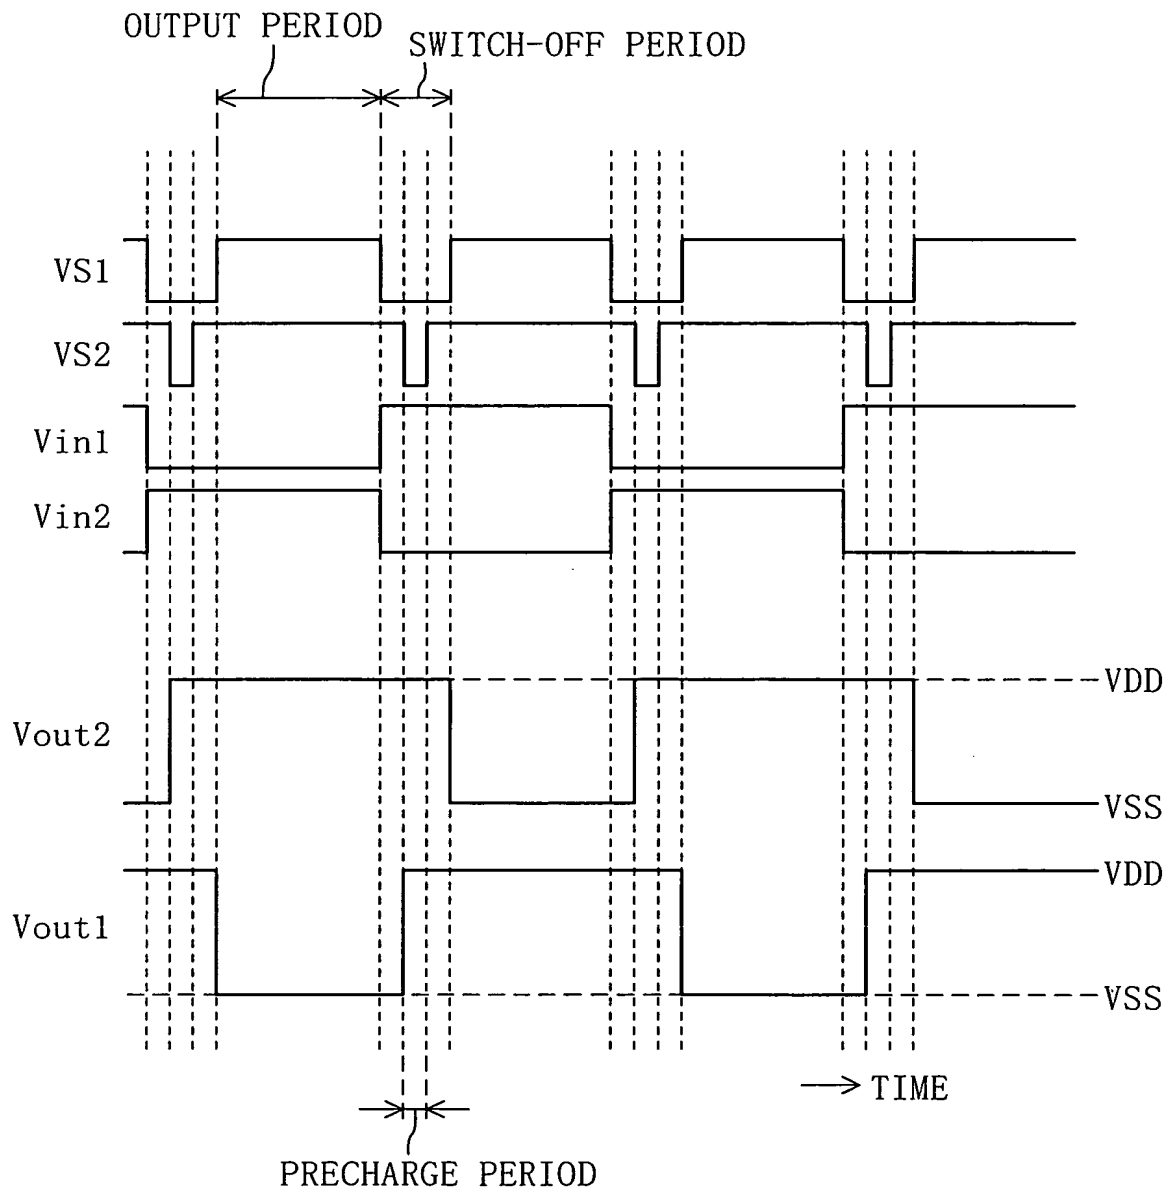 OUTPUT PERIOD
SWITCH-OFF PERIOD
VS1
VS2
Vin1
Vin2
VDD
Vout2
VSS
VDD
Vout1
VSS
TIME
PRECHARGE PERIOD